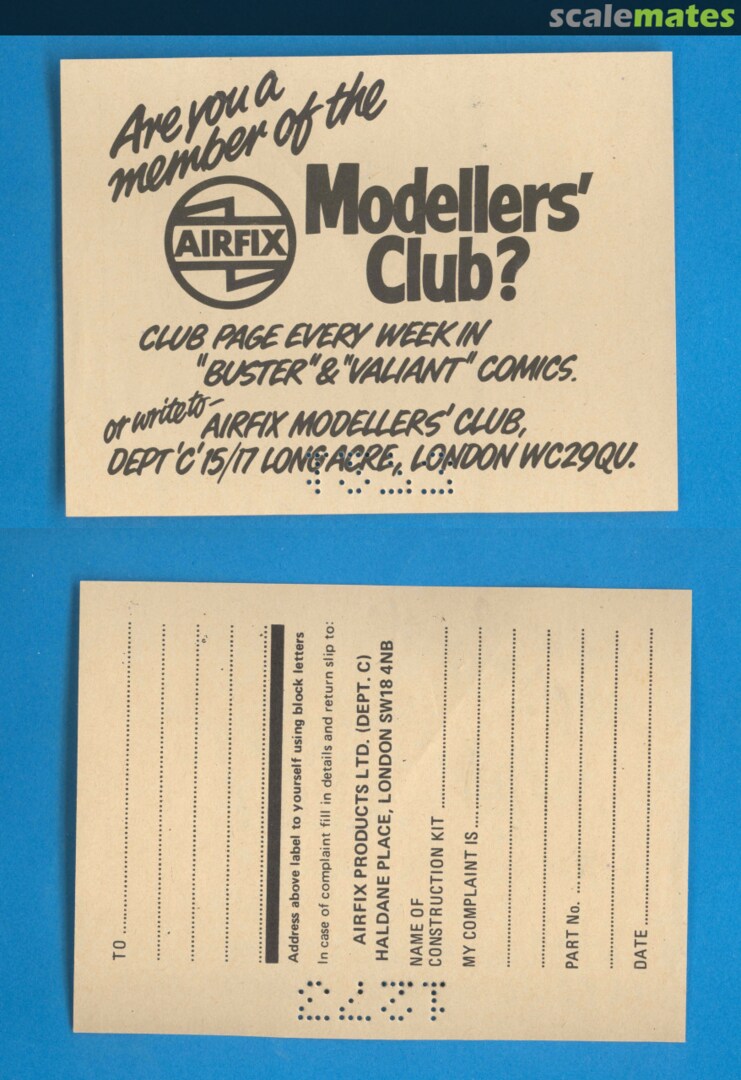 scalemates
Are you a
member of the
AIRFIX
Modellers'
Club?
CLUB PAGE EVERY WEEK IN
"BUSTER" & "VALIANT" COMICS.
or write to -
AIRFIX MODELLERS' CLUB,
DEPT 'C' 15/17 LONG ACRE, LONDON WC29QU.
TO
Address above label to yourself using block letters
In case of complaint fill in details and return slip to:
AIRFIX PRODUCTS LTD. (DEPT. C)
HALDANE PLACE, LONDON SW18 4NB
NAME OF
CONSTRUCTION KIT
MY COMPLAINT IS
PART No.
DATE